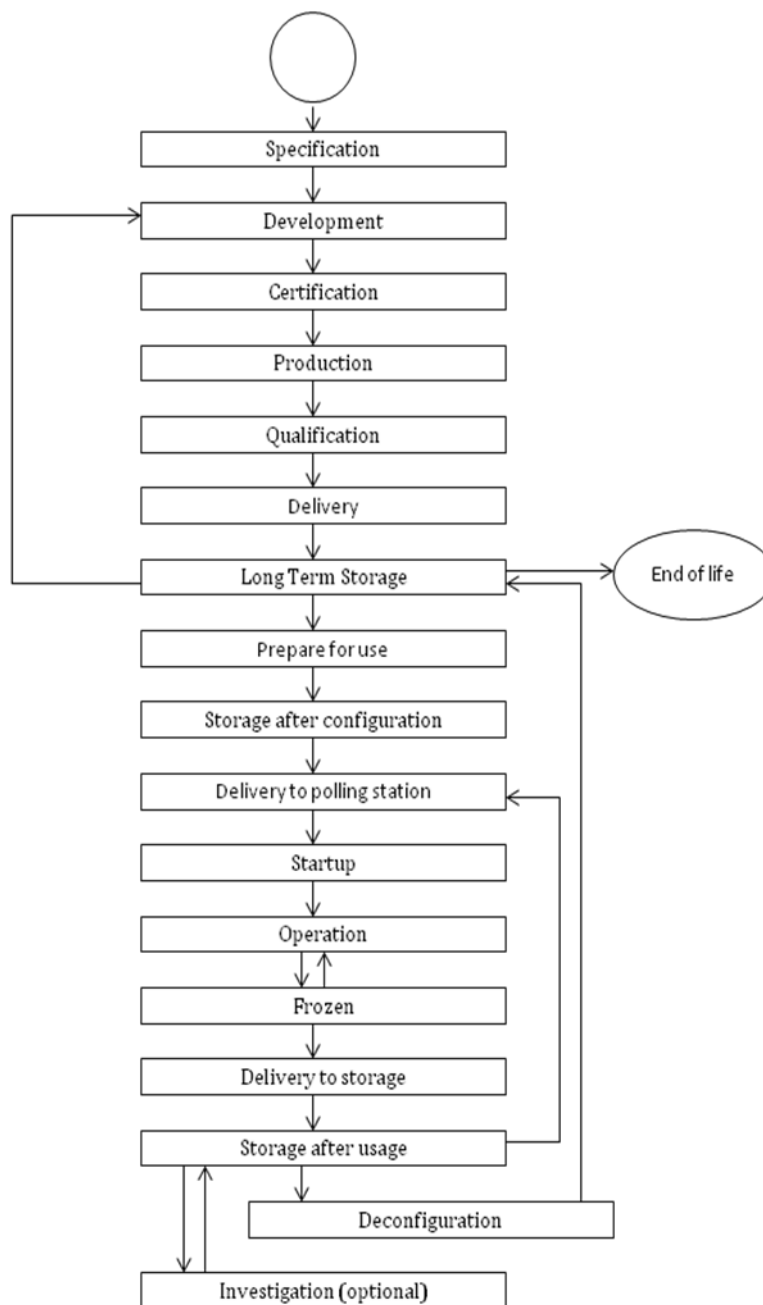 Specification
Development
Certification
Production
Qualification
Delivery
Long Term Storage
End of life
Prepare for use
Storage after configuration
Delivery to polling station
Startup
Operation
Frozen
Delivery to storage
Storage after usage
Deconfiguration
Investigation (optional)